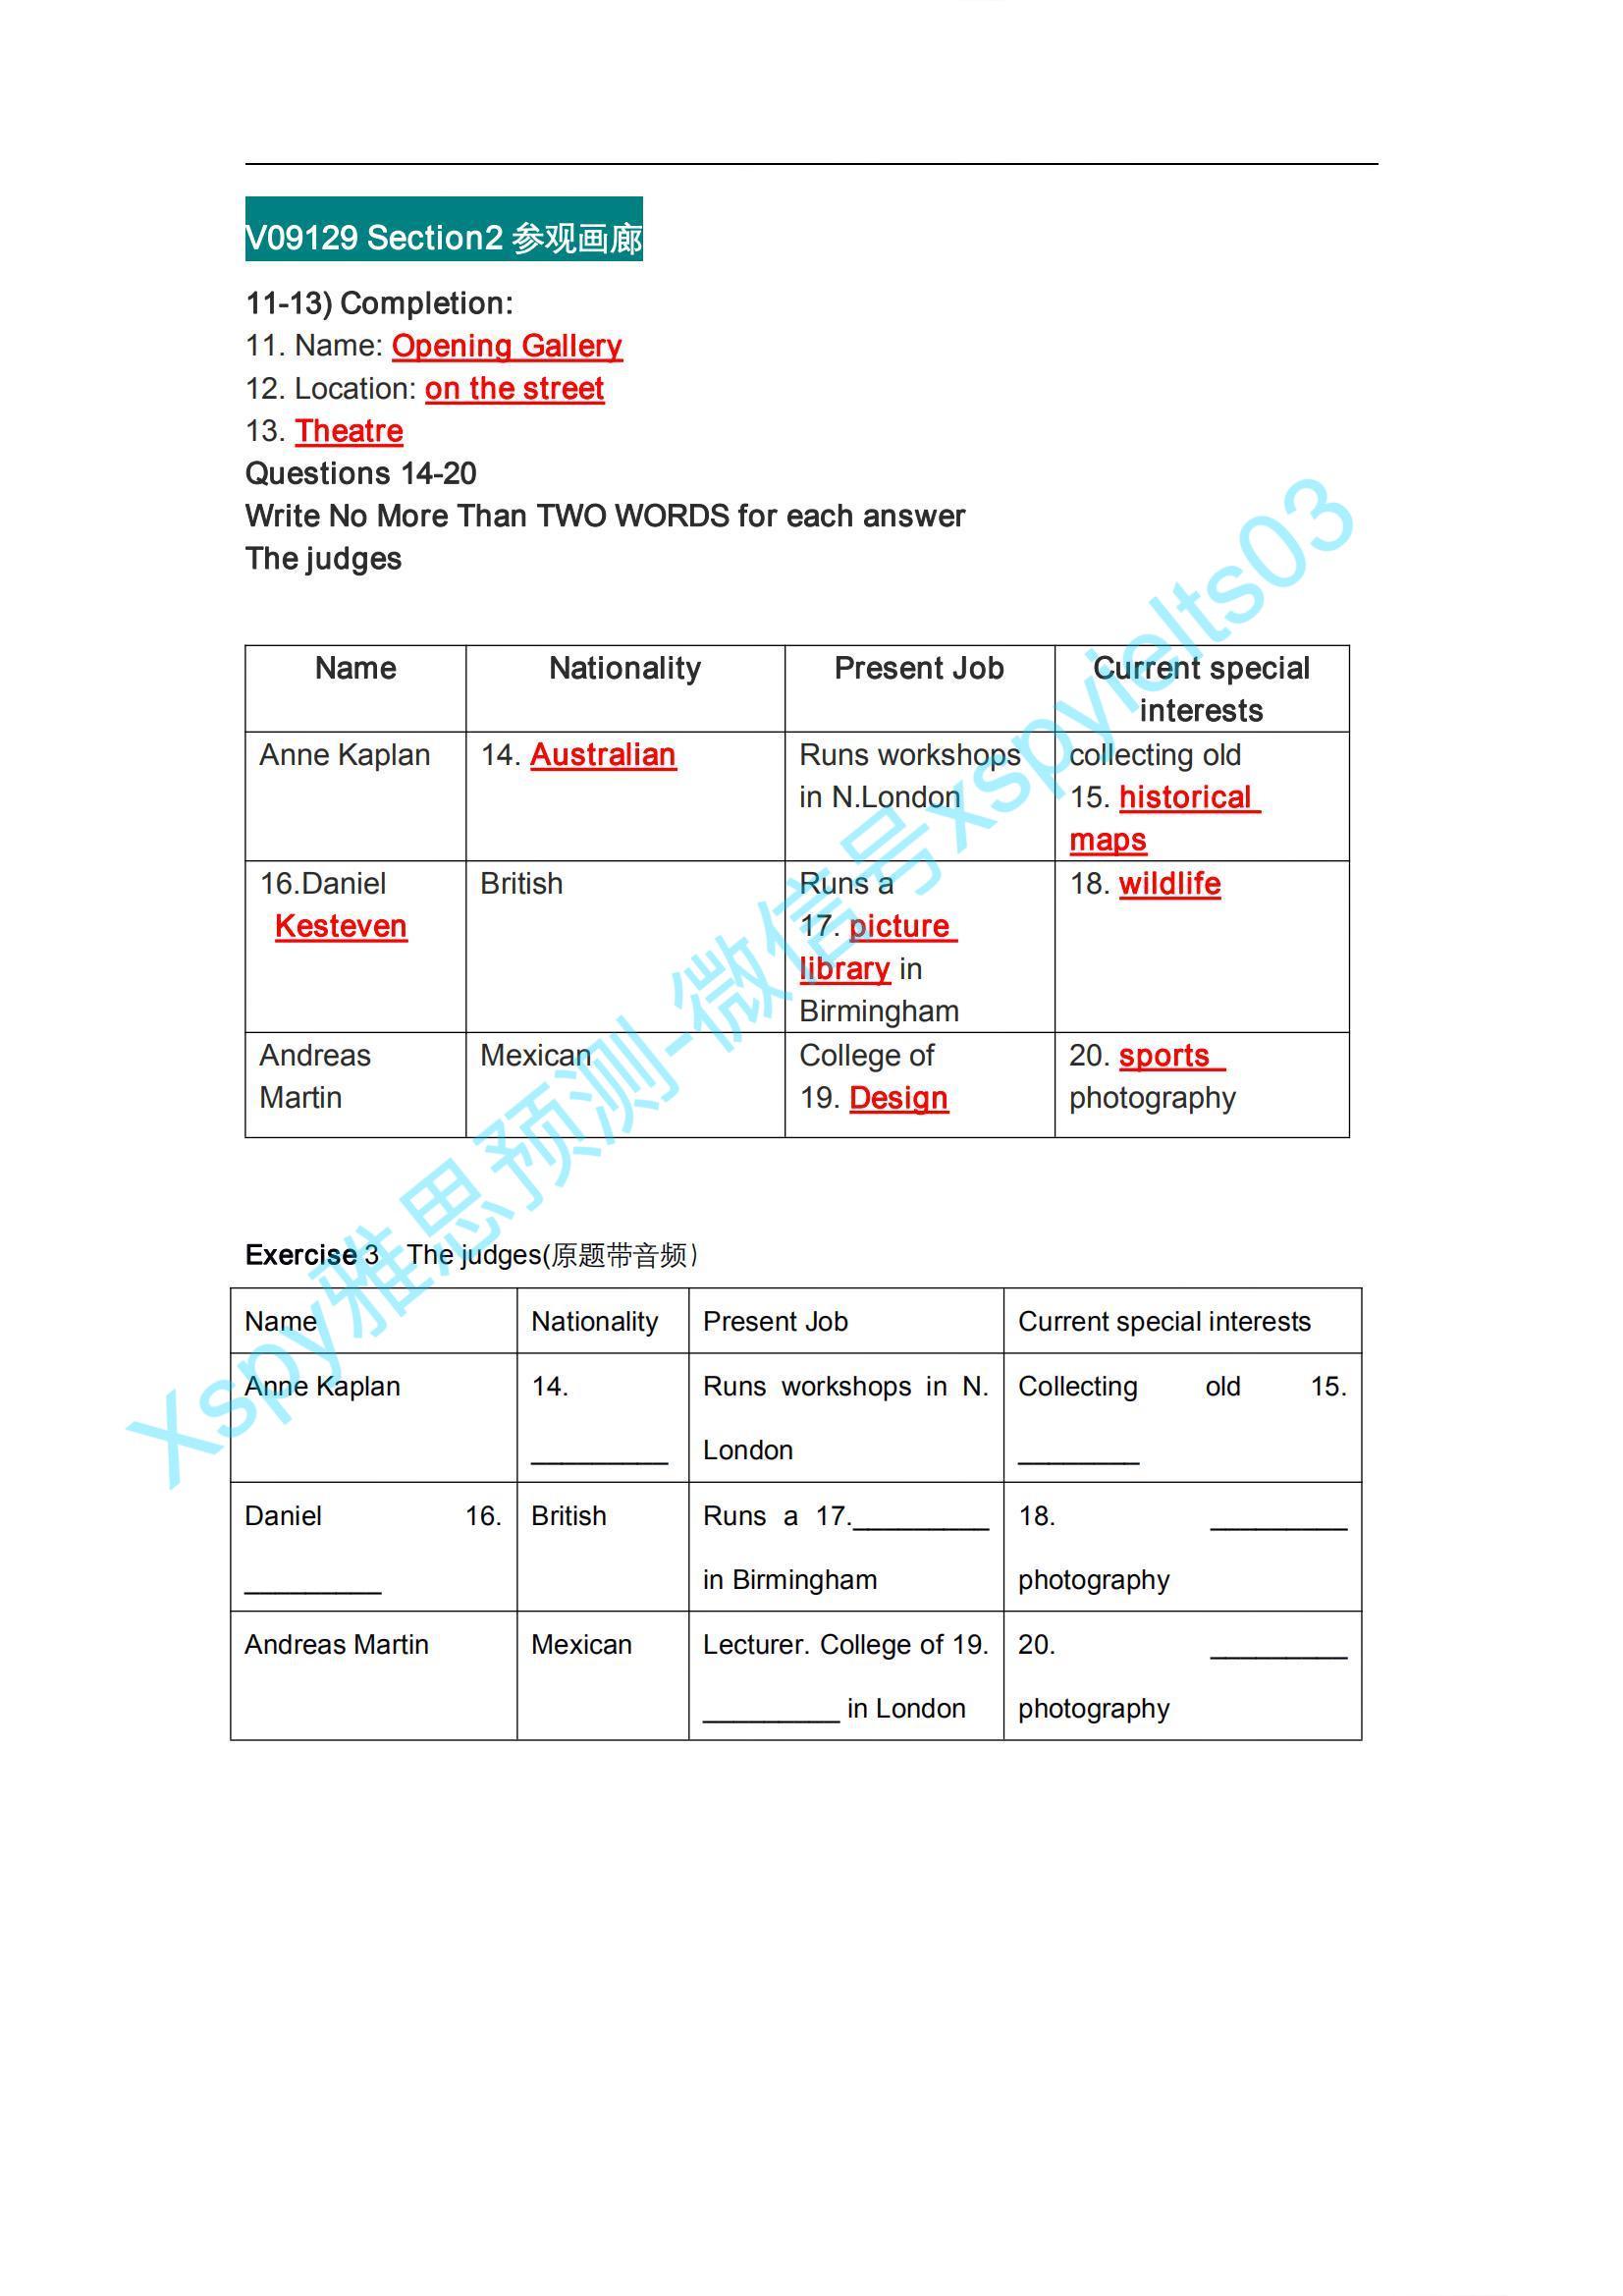 V09129 Section2 参观画廊
11-13) Completion:
11. Name: Opening Gallery
12. Location: on the street
13. Theatre
Questions 14-20
Write No More Than TWO WORDS for each answer
The judges
Name Nationality Present Job Current special
interests
Anne Kaplan 14. Australian Runs workshops collecting old
in N.London 15. historical
maps
16.Daniel British Runs a 18. wildlife
Kesteven 17. picture
library in
Birmingham
Andreas Mexican College of 20. sports
Martin 19. Design photography
Exercise 3 The judges(原题带音频)
Name Nationality Present Job Current special interests
Anne Kaplan 14. Runs workshops in N. Collecting old 15.
_________ London ________
Daniel 16. British Runs a 17._________ 18. _________
_________ in Birmingham photography
Andreas Martin Mexican Lecturer. College of 19. 20. _________
_________ in London photography
Xspy雅思预测-微信号xspyielts03